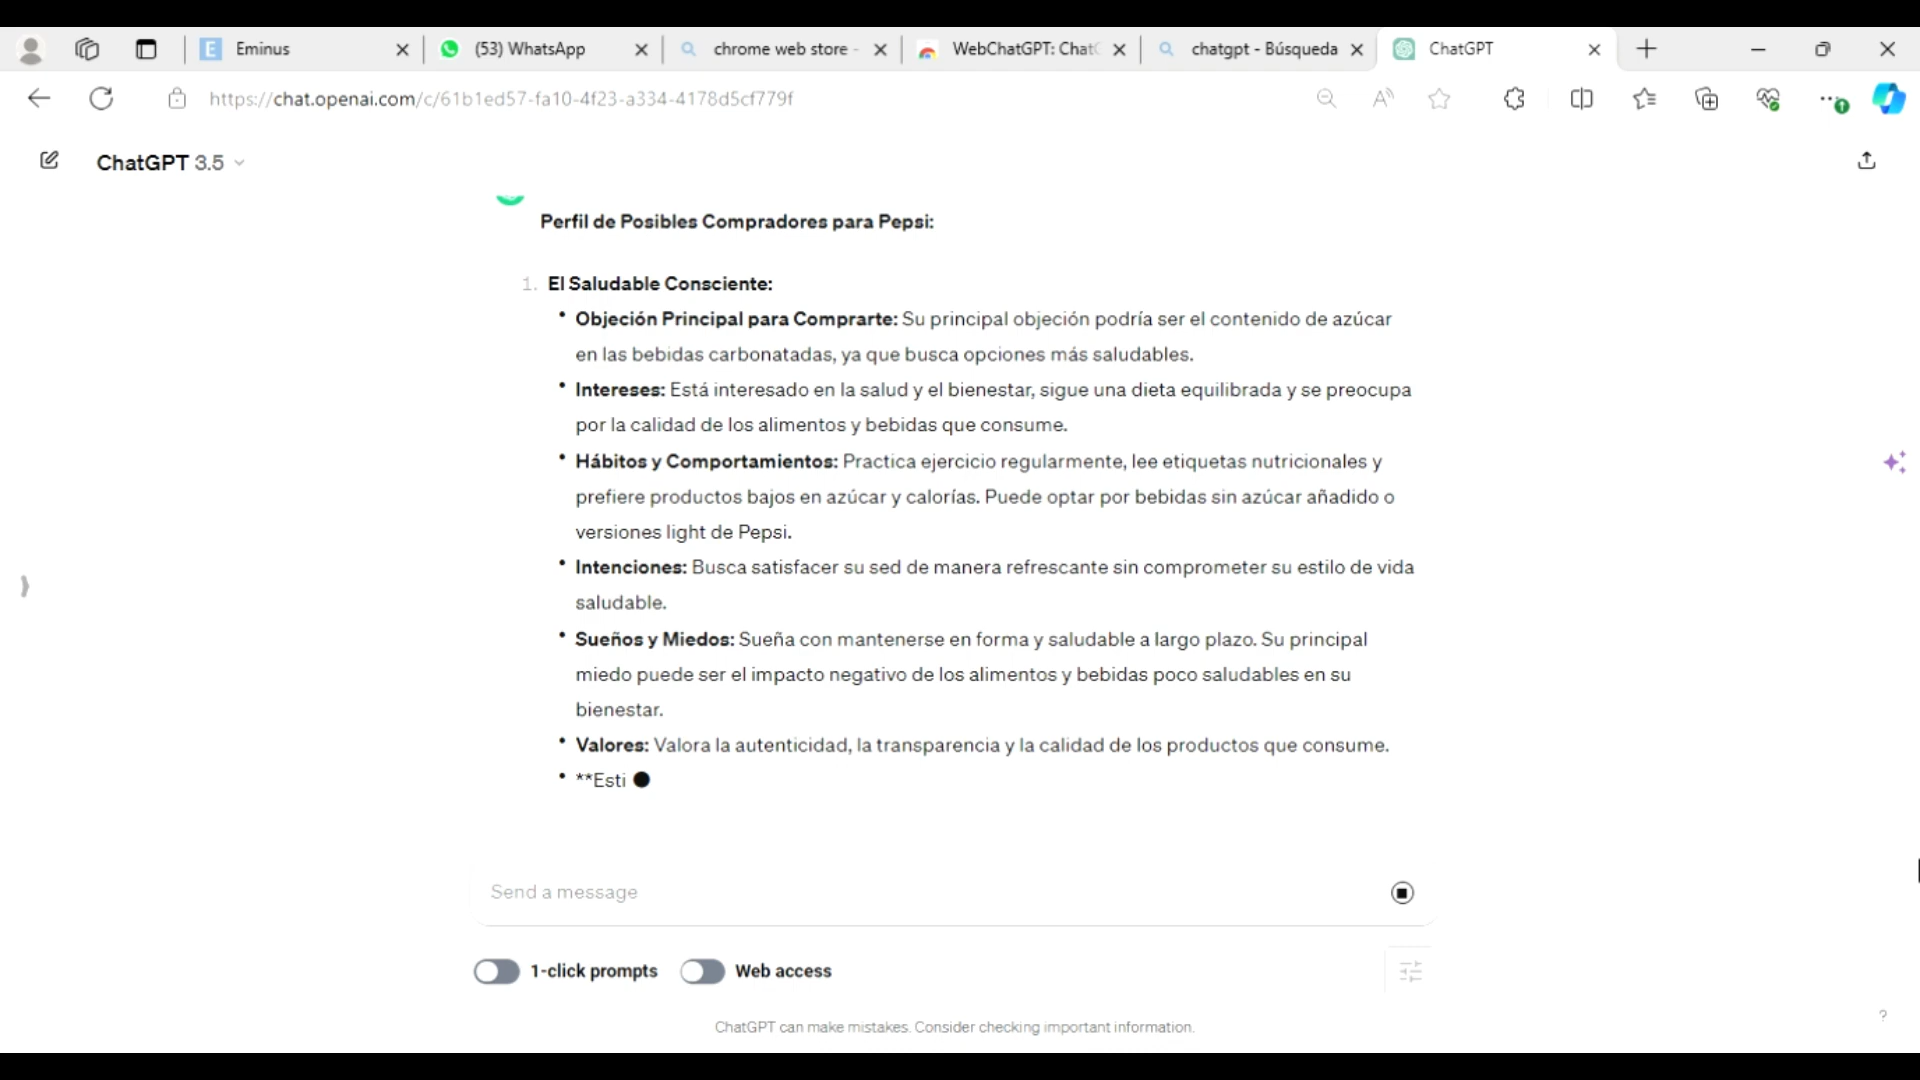 Eminus
(53) WhatsApp
chrome web store -
WebChatGPT: ChatG
chatgpt - Búsqueda
ChatGPT
https://chat.openai.com/c/61b1ed57-fa10-4f23-a334-4178d5cf779f
ChatGPT 3.5
Perfil de Posibles Compradores para Pepsi:
1. El Saludable Consciente:
• Objeción Principal para Comprarte: Su principal objeción podría ser el contenido de azúcar
en las bebidas carbonatadas, ya que busca opciones más saludables.
• Intereses: Está interesado en la salud y el bienestar, sigue una dieta equilibrada y se preocupa
por la calidad de los alimentos y bebidas que consume.
• Hábitos y Comportamientos: Practica ejercicio regularmente, lee etiquetas nutricionales y
prefiere productos bajos en azúcar y calorías. Puede optar por bebidas sin azúcar añadido o
versiones light de Pepsi.
• Intenciones: Busca satisfacer su sed de manera refrescante sin comprometer su estilo de vida
saludable.
• Sueños y Miedos: Sueña con mantenerse en forma y saludable a largo plazo. Su principal
miedo puede ser el impacto negativo de los alimentos y bebidas poco saludables en su
bienestar.
• Valores: Valora la autenticidad, la transparencia y la calidad de los productos que consume.
• **Esti
Send a message
1-click prompts
Web access
ChatGPT can make mistakes. Consider checking important information.
?